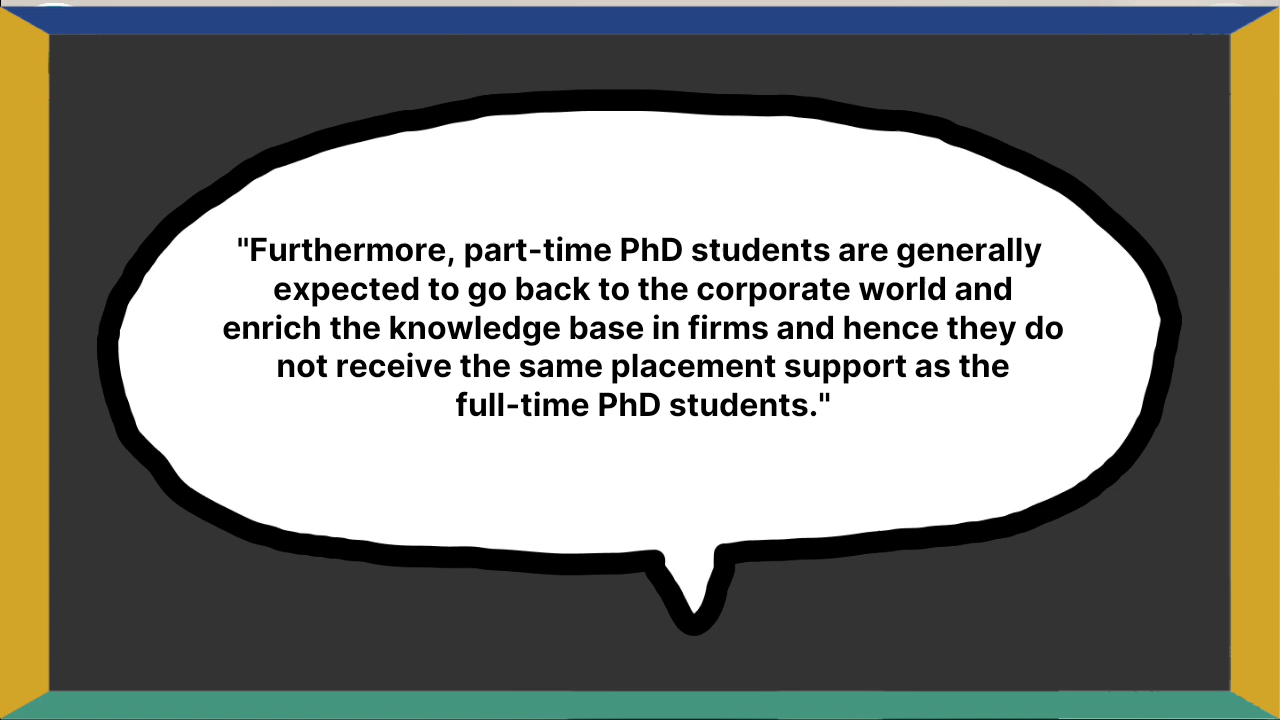 "Furthermore, part-time PhD students are generally
expected to go back to the corporate world and
enrich the knowledge base in firms and hence they do
not receive the same placement support as the
full-time PhD students."